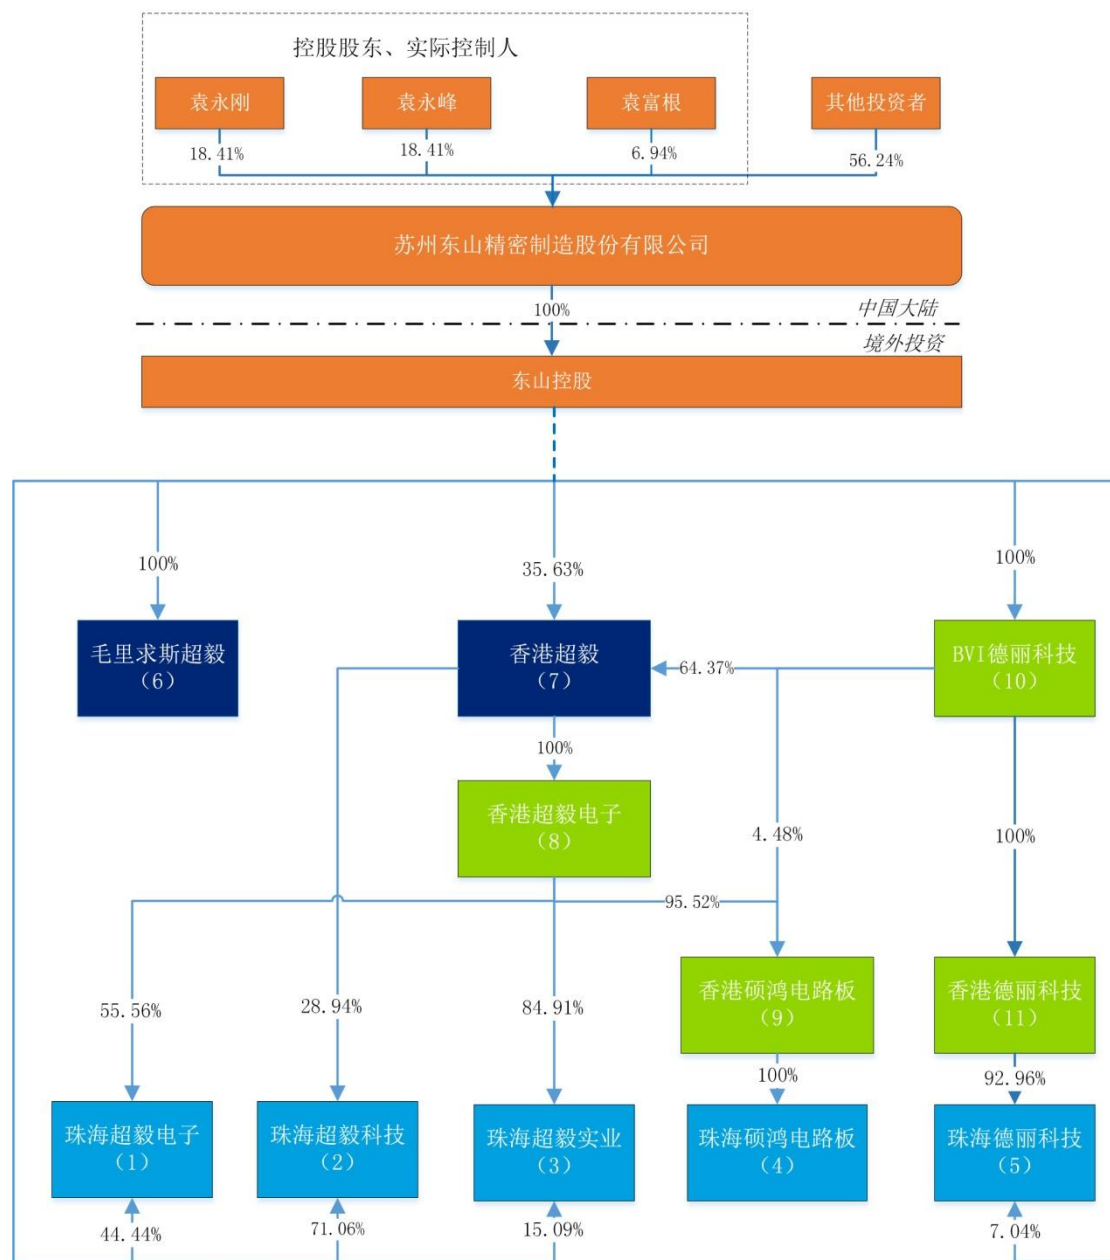 控股股东、实际控制人
袁永刚
袁永峰
袁富根
其他投资者
18.41%
18.41%
6.94%
56.24%
苏州东山精密制造股份有限公司
100%
中国大陆
境外投资
东山控股
100%
35.63%
100%
毛里求斯超毅
（6）
香港超毅
（7）
64.37%
BVI德丽科技
（10）
100%
香港超毅电子
（8）
4.48%
100%
95.52%
55.56%
28.94%
84.91%
香港硕鸿电路板
（9）
香港德丽科技
（11）
100%
92.96%
珠海超毅电子
（1）
珠海超毅科技
（2）
珠海超毅实业
（3）
珠海硕鸿电路板
（4）
珠海德丽科技
（5）
44.44%
71.06%
15.09%
7.04%